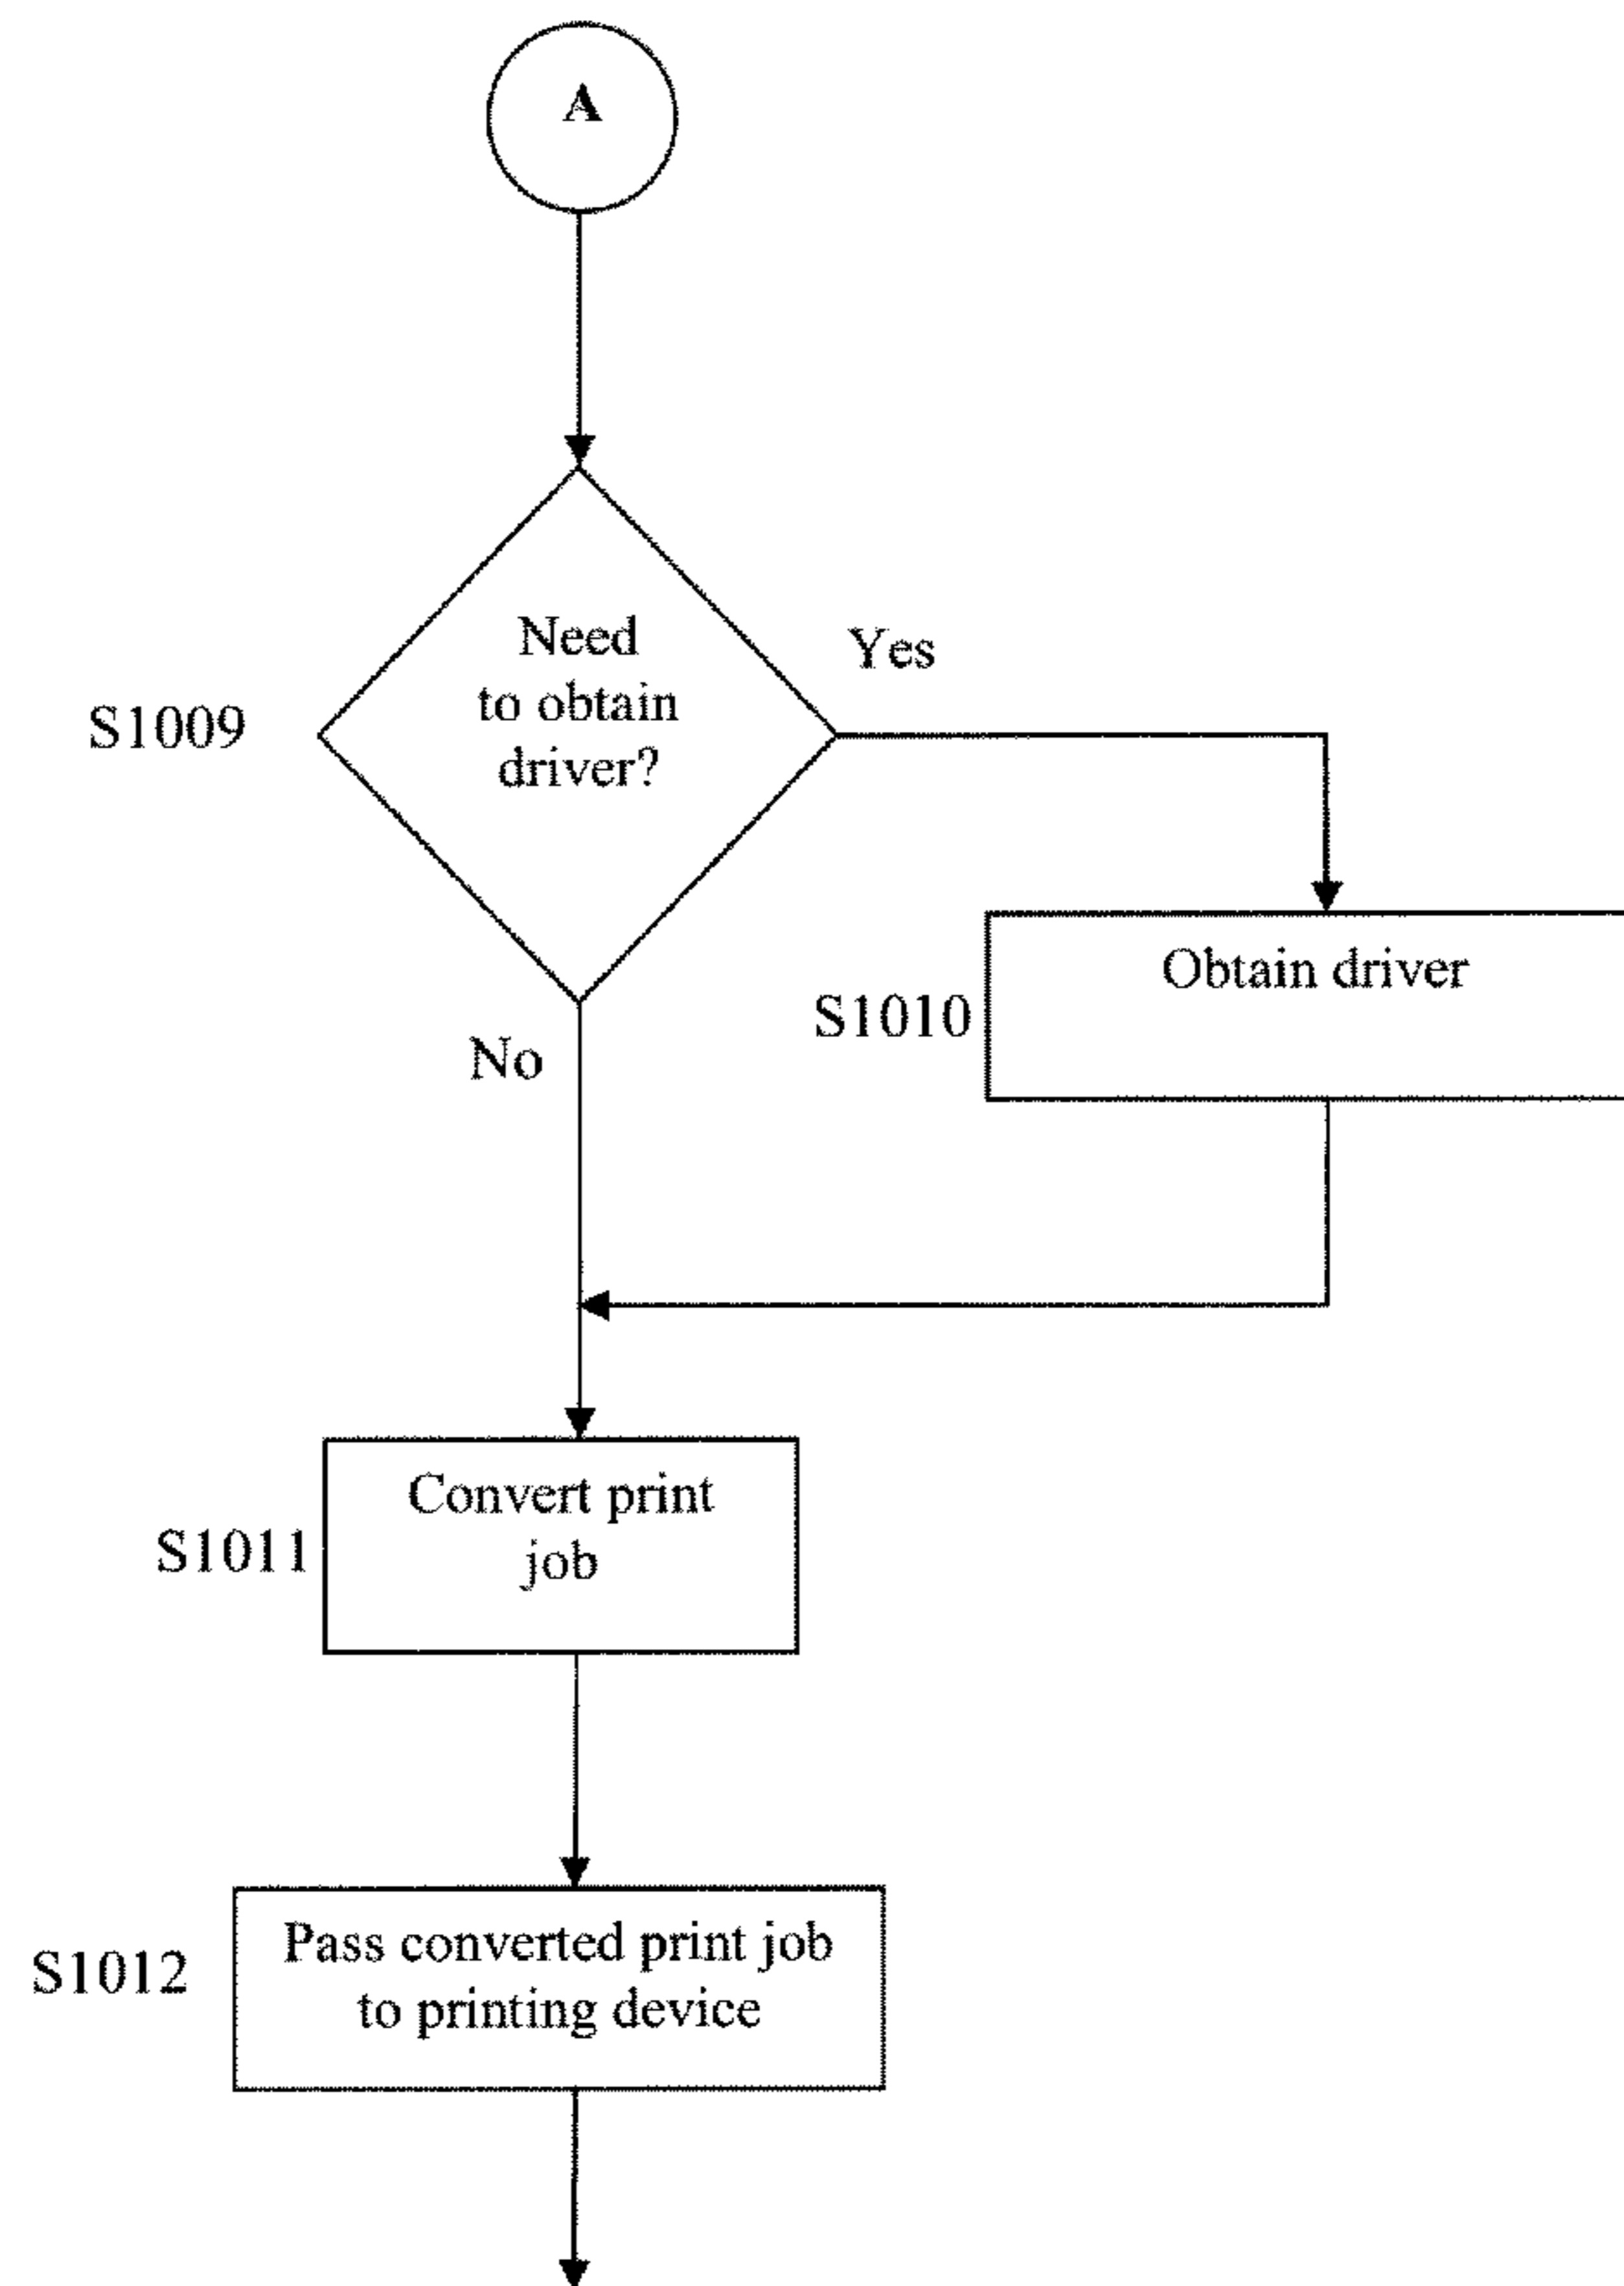 A
Need
to obtain
driver?
Yes
S1009
Obtain driver
S1010
No
Convert print
job
S1011
Pass converted print job
to printing device
S1012